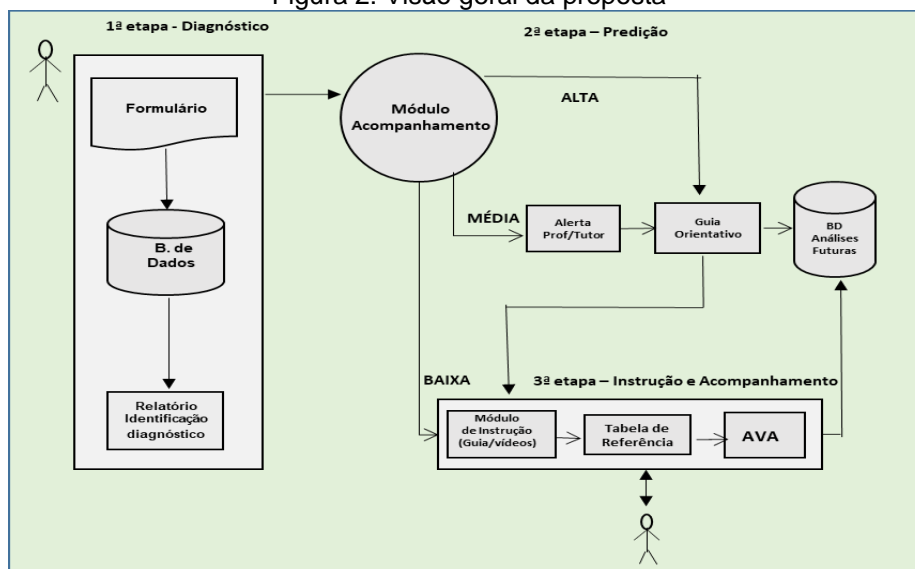 Figura 2: Visão geral da proposta
1ª etapa - Diagnóstico
2ª etapa – Predição
Formulário
B. de
Dados
Relatório
Identificação
diagnóstico
Módulo
Acompanhamento
ALTA
MÉDIA
Alerta
Prof/Tutor
Guia
Orientativo
BD
Análises
Futuras
BAIXA
3ª etapa – Instrução e Acompanhamento
Módulo
de Instrução
(Guia/vídeos)
Tabela de
Referência
AVA